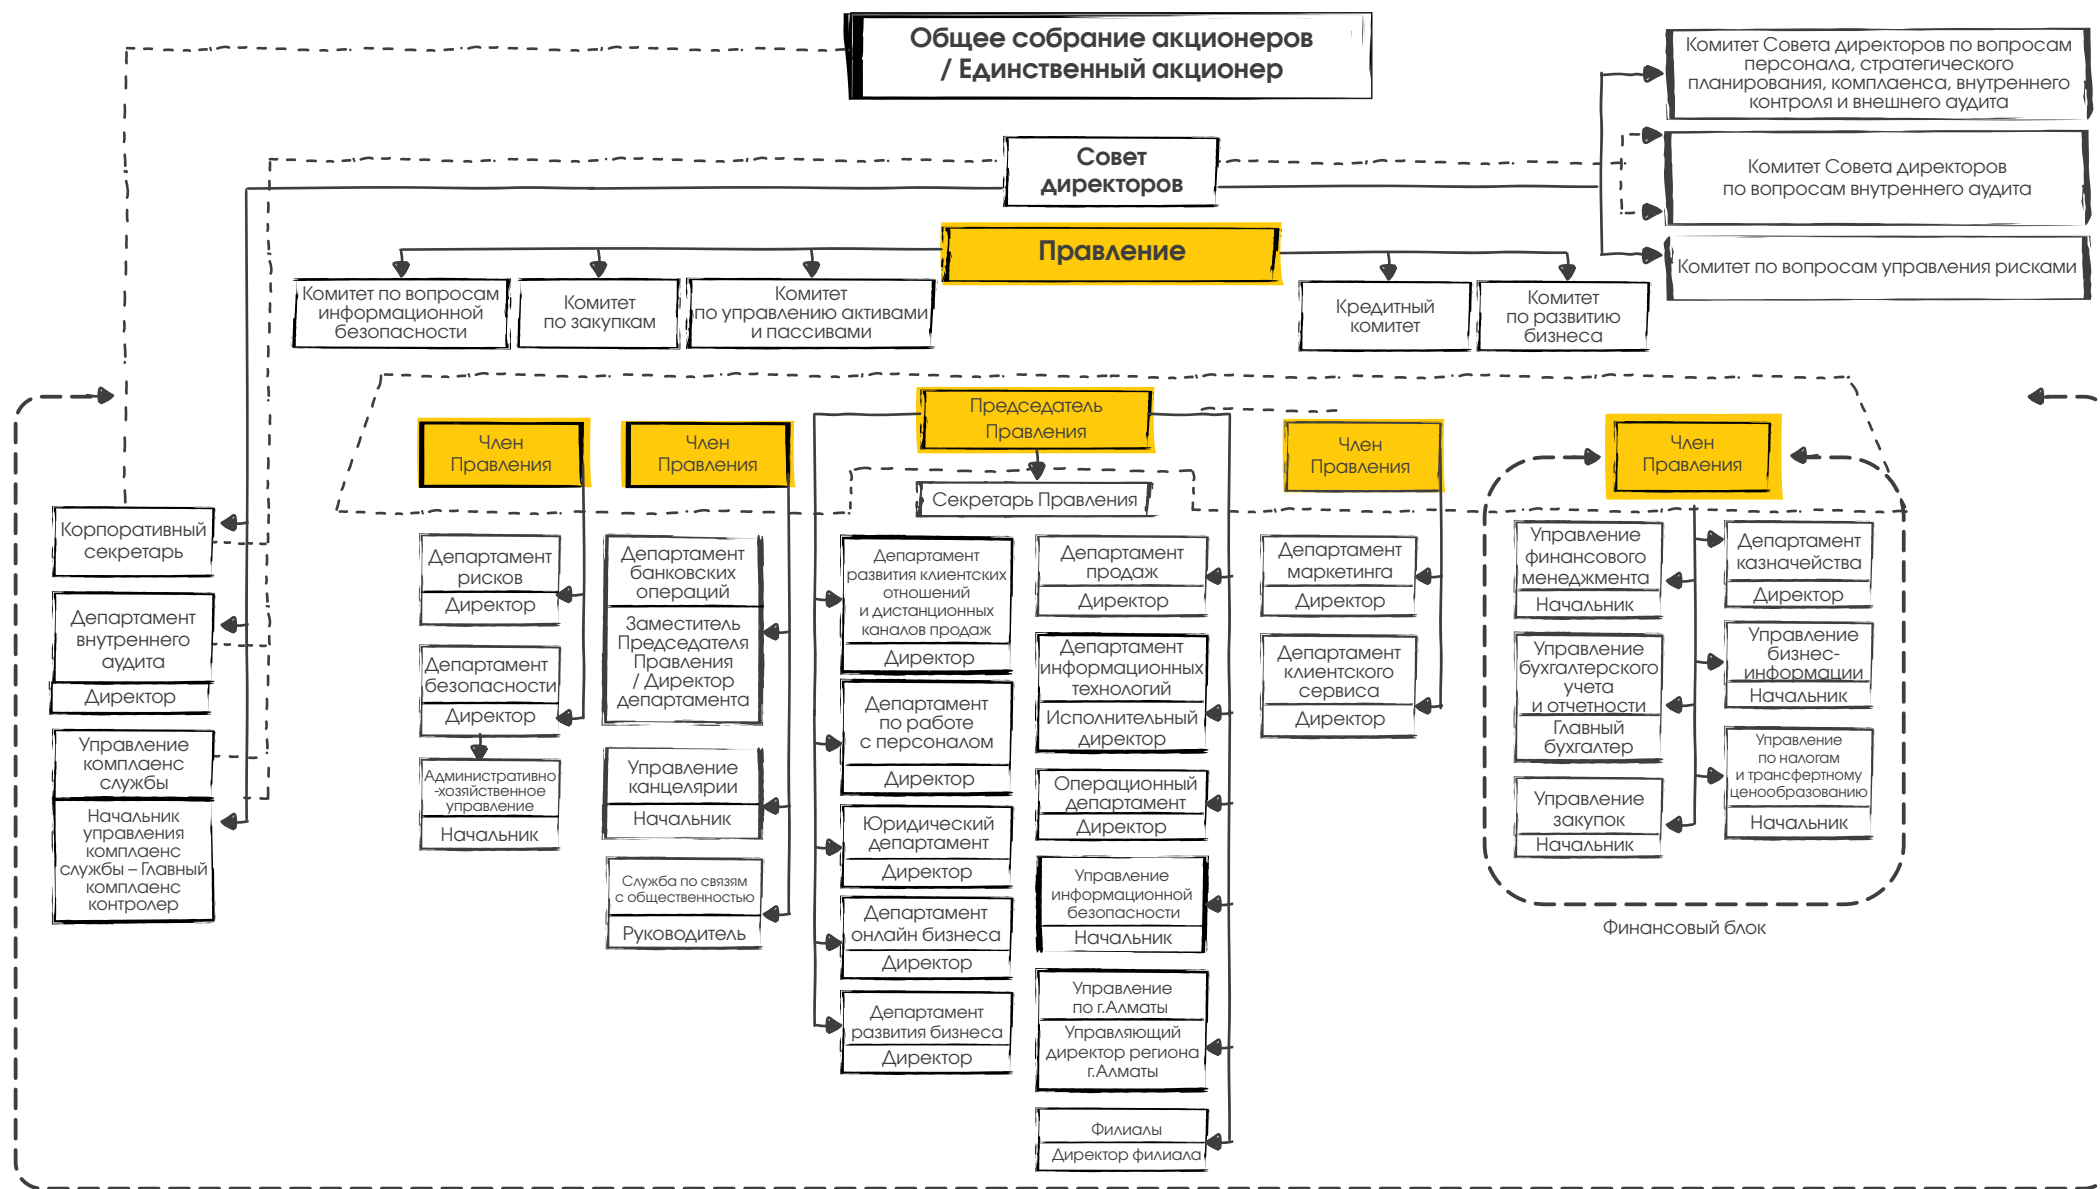 Общее собрание акционеров
/ Единственный акционер
Комитет Совета директоров по вопросам
персонала, стратегического
планирования, комплаенса, внутреннего
контроля и внешнего аудита
Совет
директоров
Комитет Совета директоров
по вопросам внутреннего аудита
Правление
Комитет по вопросам управления рисками
Комитет по вопросам
информационной
безопасности
Комитет
по закупкам
Комитет
по управлению активами
и пассивами
Кредитный
комитет
Комитет
по развитию
бизнеса
Председатель
Правления
Член
Правления
Член
Правления
Член
Правления
Член
Правления
Секретарь Правления
Корпоративный
секретарь
Департамент
внутреннего
аудита
Директор
Управление
комплаенс
службы
Начальник
управления
комплаенс
службы – Главный
комплаенс
контролер
Департамент
рисков
Директор
Департамент
безопасности
Директор
Административно
-хозяйственное
управление
Начальник
Департамент
банковских
операций
Заместитель
Председателя
Правления
/ Директор
департамента
Управление
канцелярии
Начальник
Служба по связям
с общественностью
Руководитель
Департамент
развития клиентских
отношений
и дистанционных
каналов продаж
Директор
Департамент
по работе
с персоналом
Директор
Юридический
департамент
Директор
Департамент
онлайн бизнеса
Директор
Департамент
развития бизнеса
Директор
Департамент
продаж
Директор
Департамент
информационных
технологий
Исполнительный
директор
Операционный
департамент
Директор
Управление
информационной
безопасности
Начальник
Управление
по г.Алматы
Управляющий
директор региона
г.Алматы
Филиалы
Директор филиала
Департамент
маркетинга
Директор
Департамент
клиентского
сервиса
Директор
Управление
финансового
менеджмента
Начальник
Управление
бухгалтерского
учета
и отчетности
Главный
бухгалтер
Управление
закупок
Начальник
Департамент
казначейства
Директор
Управление
бизнес-
информации
Начальник
Управление
по налогам
и трансфертному
ценообразованию
Начальник
Финансовый блок